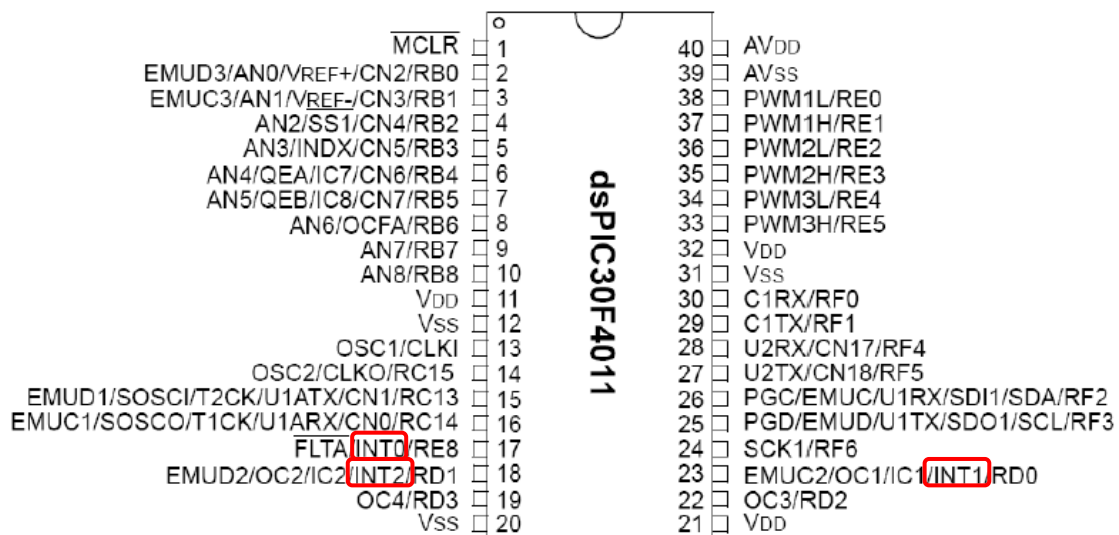 MCLR 1
EMUD3/AN0/VREF+/CN2/RB0 2
EMUC3/AN1/VREF-/CN3/RB1 3
AN2/SS1/CN4/RB2 4
AN3/INDX/CN5/RB3 5
AN4/QEA/IC7/CN6/RB4 6
AN5/QEB/IC8/CN7/RB5 7
AN6/OCFA/RB6 8
AN7/RB7 9
AN8/RB8 10
VDD 11
VSS 12
OSC1/CLKI 13
OSC2/CLKO/RC15 14
EMUD1/SOSCI/T2CK/U1ATX/CN1/RC13 15
EMUC1/SOSCO/T1CK/U1ARX/CN0/RC14 16
FLTA/INT0/RE8 17
EMUD2/OC2/IC2/INT2/RD1 18
OC4/RD3 19
VSS 20
dsPIC30F4011
40 AVDD
39 AVSS
38 PWM1L/RE0
37 PWM1H/RE1
36 PWM2L/RE2
35 PWM2H/RE3
34 PWM3L/RE4
33 PWM3H/RE5
32 VDD
31 VSS
30 C1RX/RF0
29 C1TX/RF1
28 U2RX/CN17/RF4
27 U2TX/CN18/RF5
26 PGC/EMUC/U1RX/SDI1/SDA/RF2
25 PGD/EMUD/U1TX/SDO1/SCL/RF3
24 SCK1/RF6
23 EMUC2/OC1/IC1/INT1/RD0
22 OC3/RD2
21 VDD